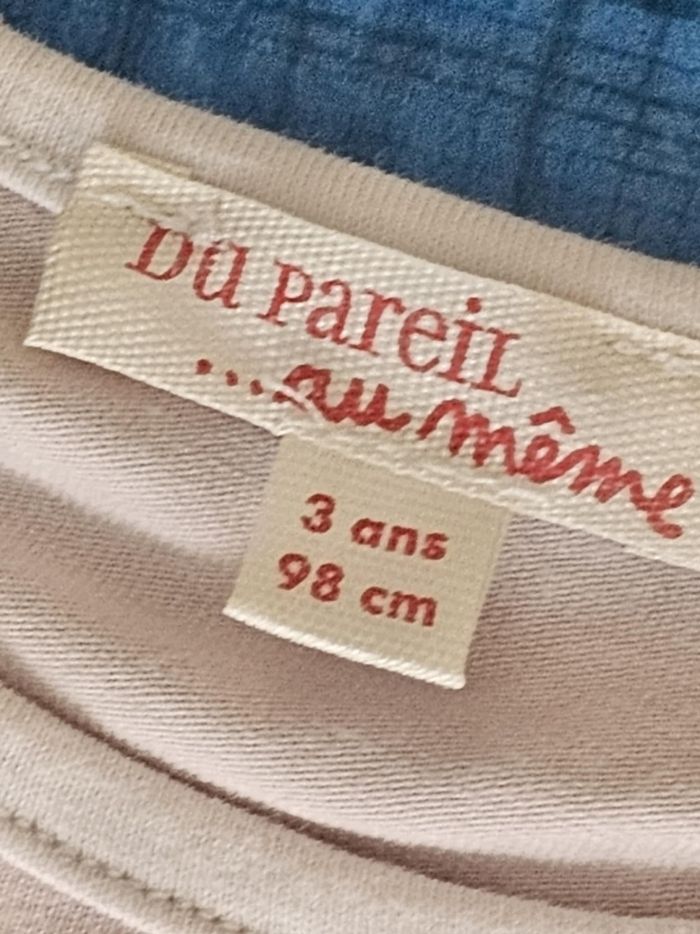 DU PAREIL
...au même
3 ans
98 cm